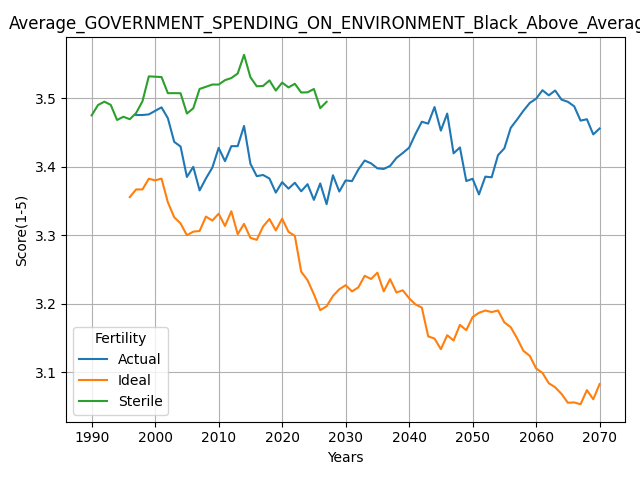 Average_GOVERNMENT_SPENDING_ON_ENVIRONMENT_Black_Above_Averag
Score(1-5)
3.5
3.4
3.3
3.2
3.1
Fertility
Actual
Ideal
Sterile
1990 2000 2010 2020 2030 2040 2050 2060 2070
Years